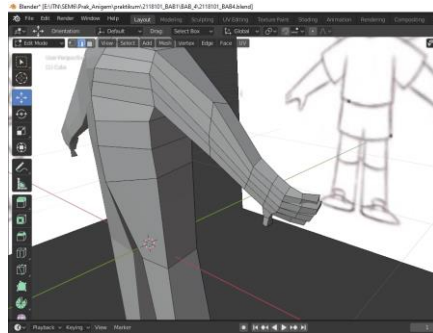 Blender* [E:\ITN\SEM6\Prak_Anigem\praktikum\2118101_BAB1\BAB_4\2118101_BAB4.blend]
File Edit Render Window Help Layout Modeling Sculpting UV Editing Texture Paint Shading Animation Rendering Compositing
Orientation: Default Drag: Select Box Global
Edit Mode View Select Add Mesh Vertex Edge Face UV
User Perspective
Cube
Playback Keying View Marker 1